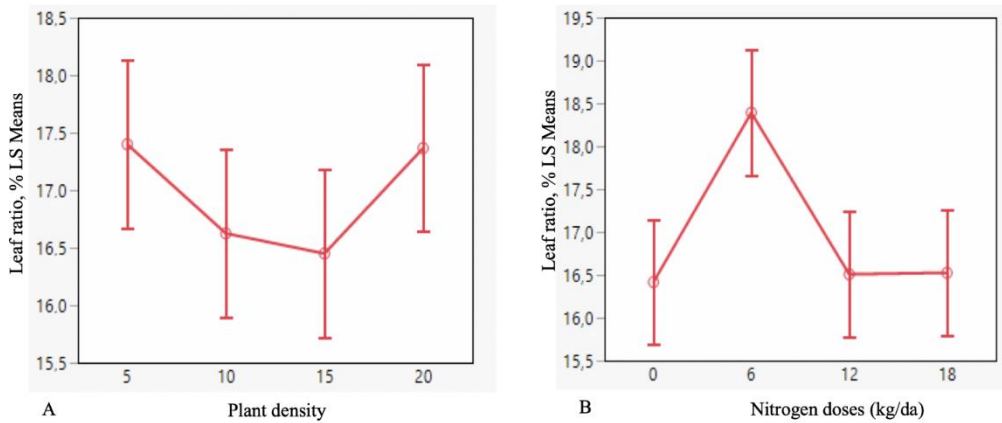 Leaf ratio, % LS Means
18,5
18,0
17,5
17,0
16,5
16,0
15,5
5 10 15 20
A Plant density
Leaf ratio, % LS Means
19,5
19,0
18,5
18,0
17,5
17,0
16,5
16,0
15,5
0 6 12 18
B Nitrogen doses (kg/da)